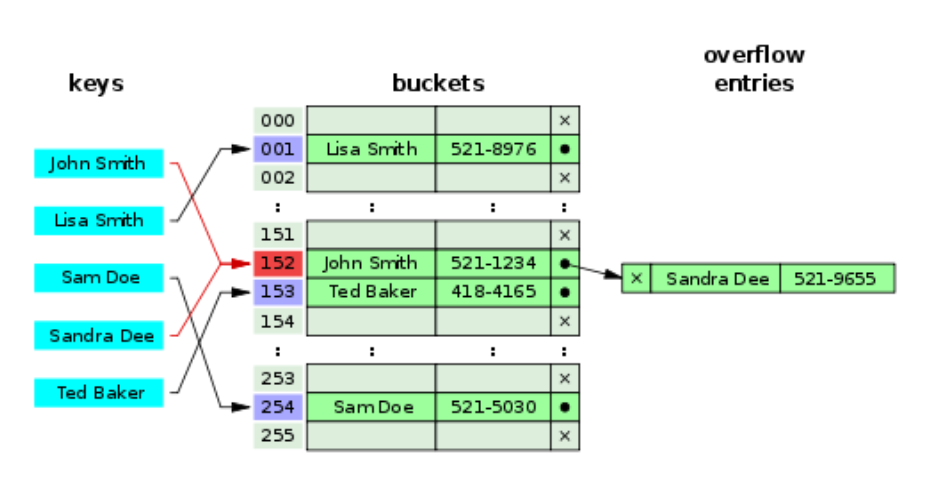 overflow
keys buckets entries
000 ×
John Smith 001 Lisa Smith 521-8976 ●
002 ×
Lisa Smith : : : :
151 ×
Sam Doe 152 John Smith 521-1234 ●
× Sandra Dee 521-9655
153 Ted Baker 418-4165 ●
Sandra Dee 154 ×
: : : :
253 ×
Ted Baker
254 Sam Doe 521-5030 ●
255 ×